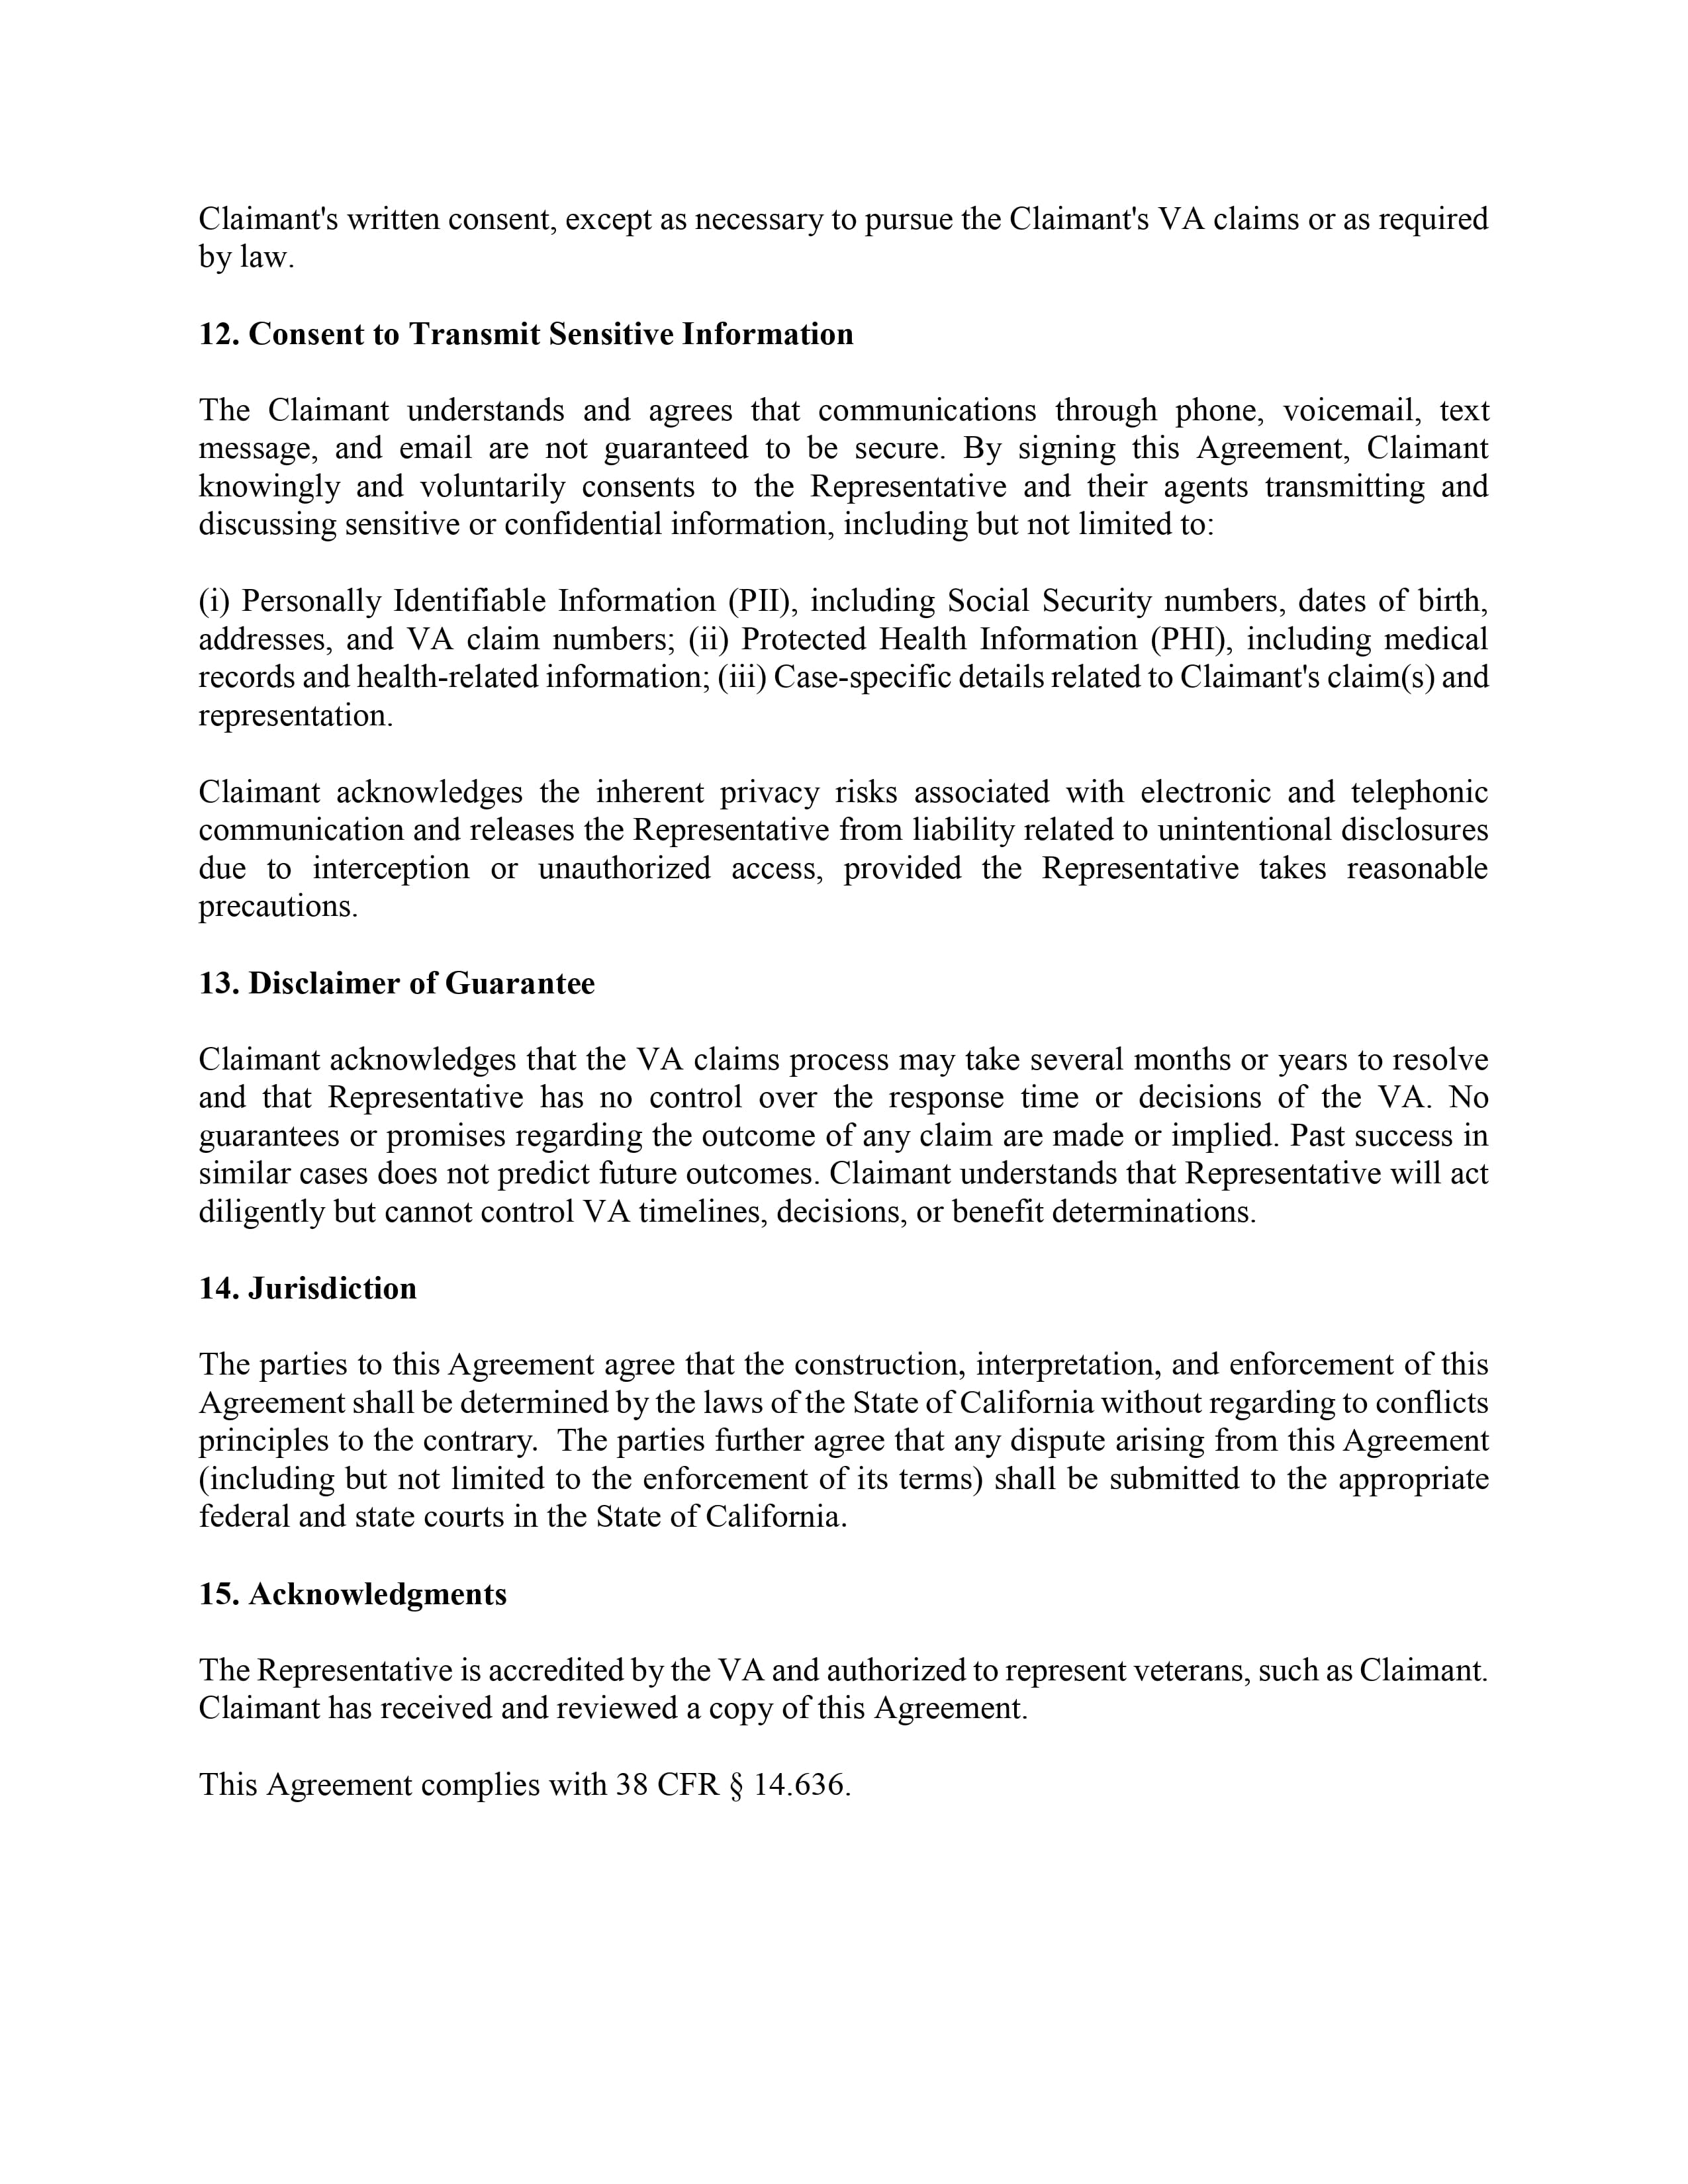 Claimant's written consent, except as necessary to pursue the Claimant's VA claims or as required
by law.
12. Consent to Transmit Sensitive Information
The Claimant understands and agrees that communications through phone, voicemail, text
message, and email are not guaranteed to be secure. By signing this Agreement, Claimant
knowingly and voluntarily consents to the Representative and their agents transmitting and
discussing sensitive or confidential information, including but not limited to:
(i) Personally Identifiable Information (PII), including Social Security numbers, dates of birth,
addresses, and VA claim numbers; (ii) Protected Health Information (PHI), including medical
records and health-related information; (iii) Case-specific details related to Claimant's claim(s) and
representation.
Claimant acknowledges the inherent privacy risks associated with electronic and telephonic
communication and releases the Representative from liability related to unintentional disclosures
due to interception or unauthorized access, provided the Representative takes reasonable
precautions.
13. Disclaimer of Guarantee
Claimant acknowledges that the VA claims process may take several months or years to resolve
and that Representative has no control over the response time or decisions of the VA. No
guarantees or promises regarding the outcome of any claim are made or implied. Past success in
similar cases does not predict future outcomes. Claimant understands that Representative will act
diligently but cannot control VA timelines, decisions, or benefit determinations.
14. Jurisdiction
The parties to this Agreement agree that the construction, interpretation, and enforcement of this
Agreement shall be determined by the laws of the State of California without regarding to conflicts
principles to the contrary.  The parties further agree that any dispute arising from this Agreement
(including but not limited to the enforcement of its terms) shall be submitted to the appropriate
federal and state courts in the State of California.
15. Acknowledgments
The Representative is accredited by the VA and authorized to represent veterans, such as Claimant.
Claimant has received and reviewed a copy of this Agreement.
This Agreement complies with 38 CFR § 14.636.